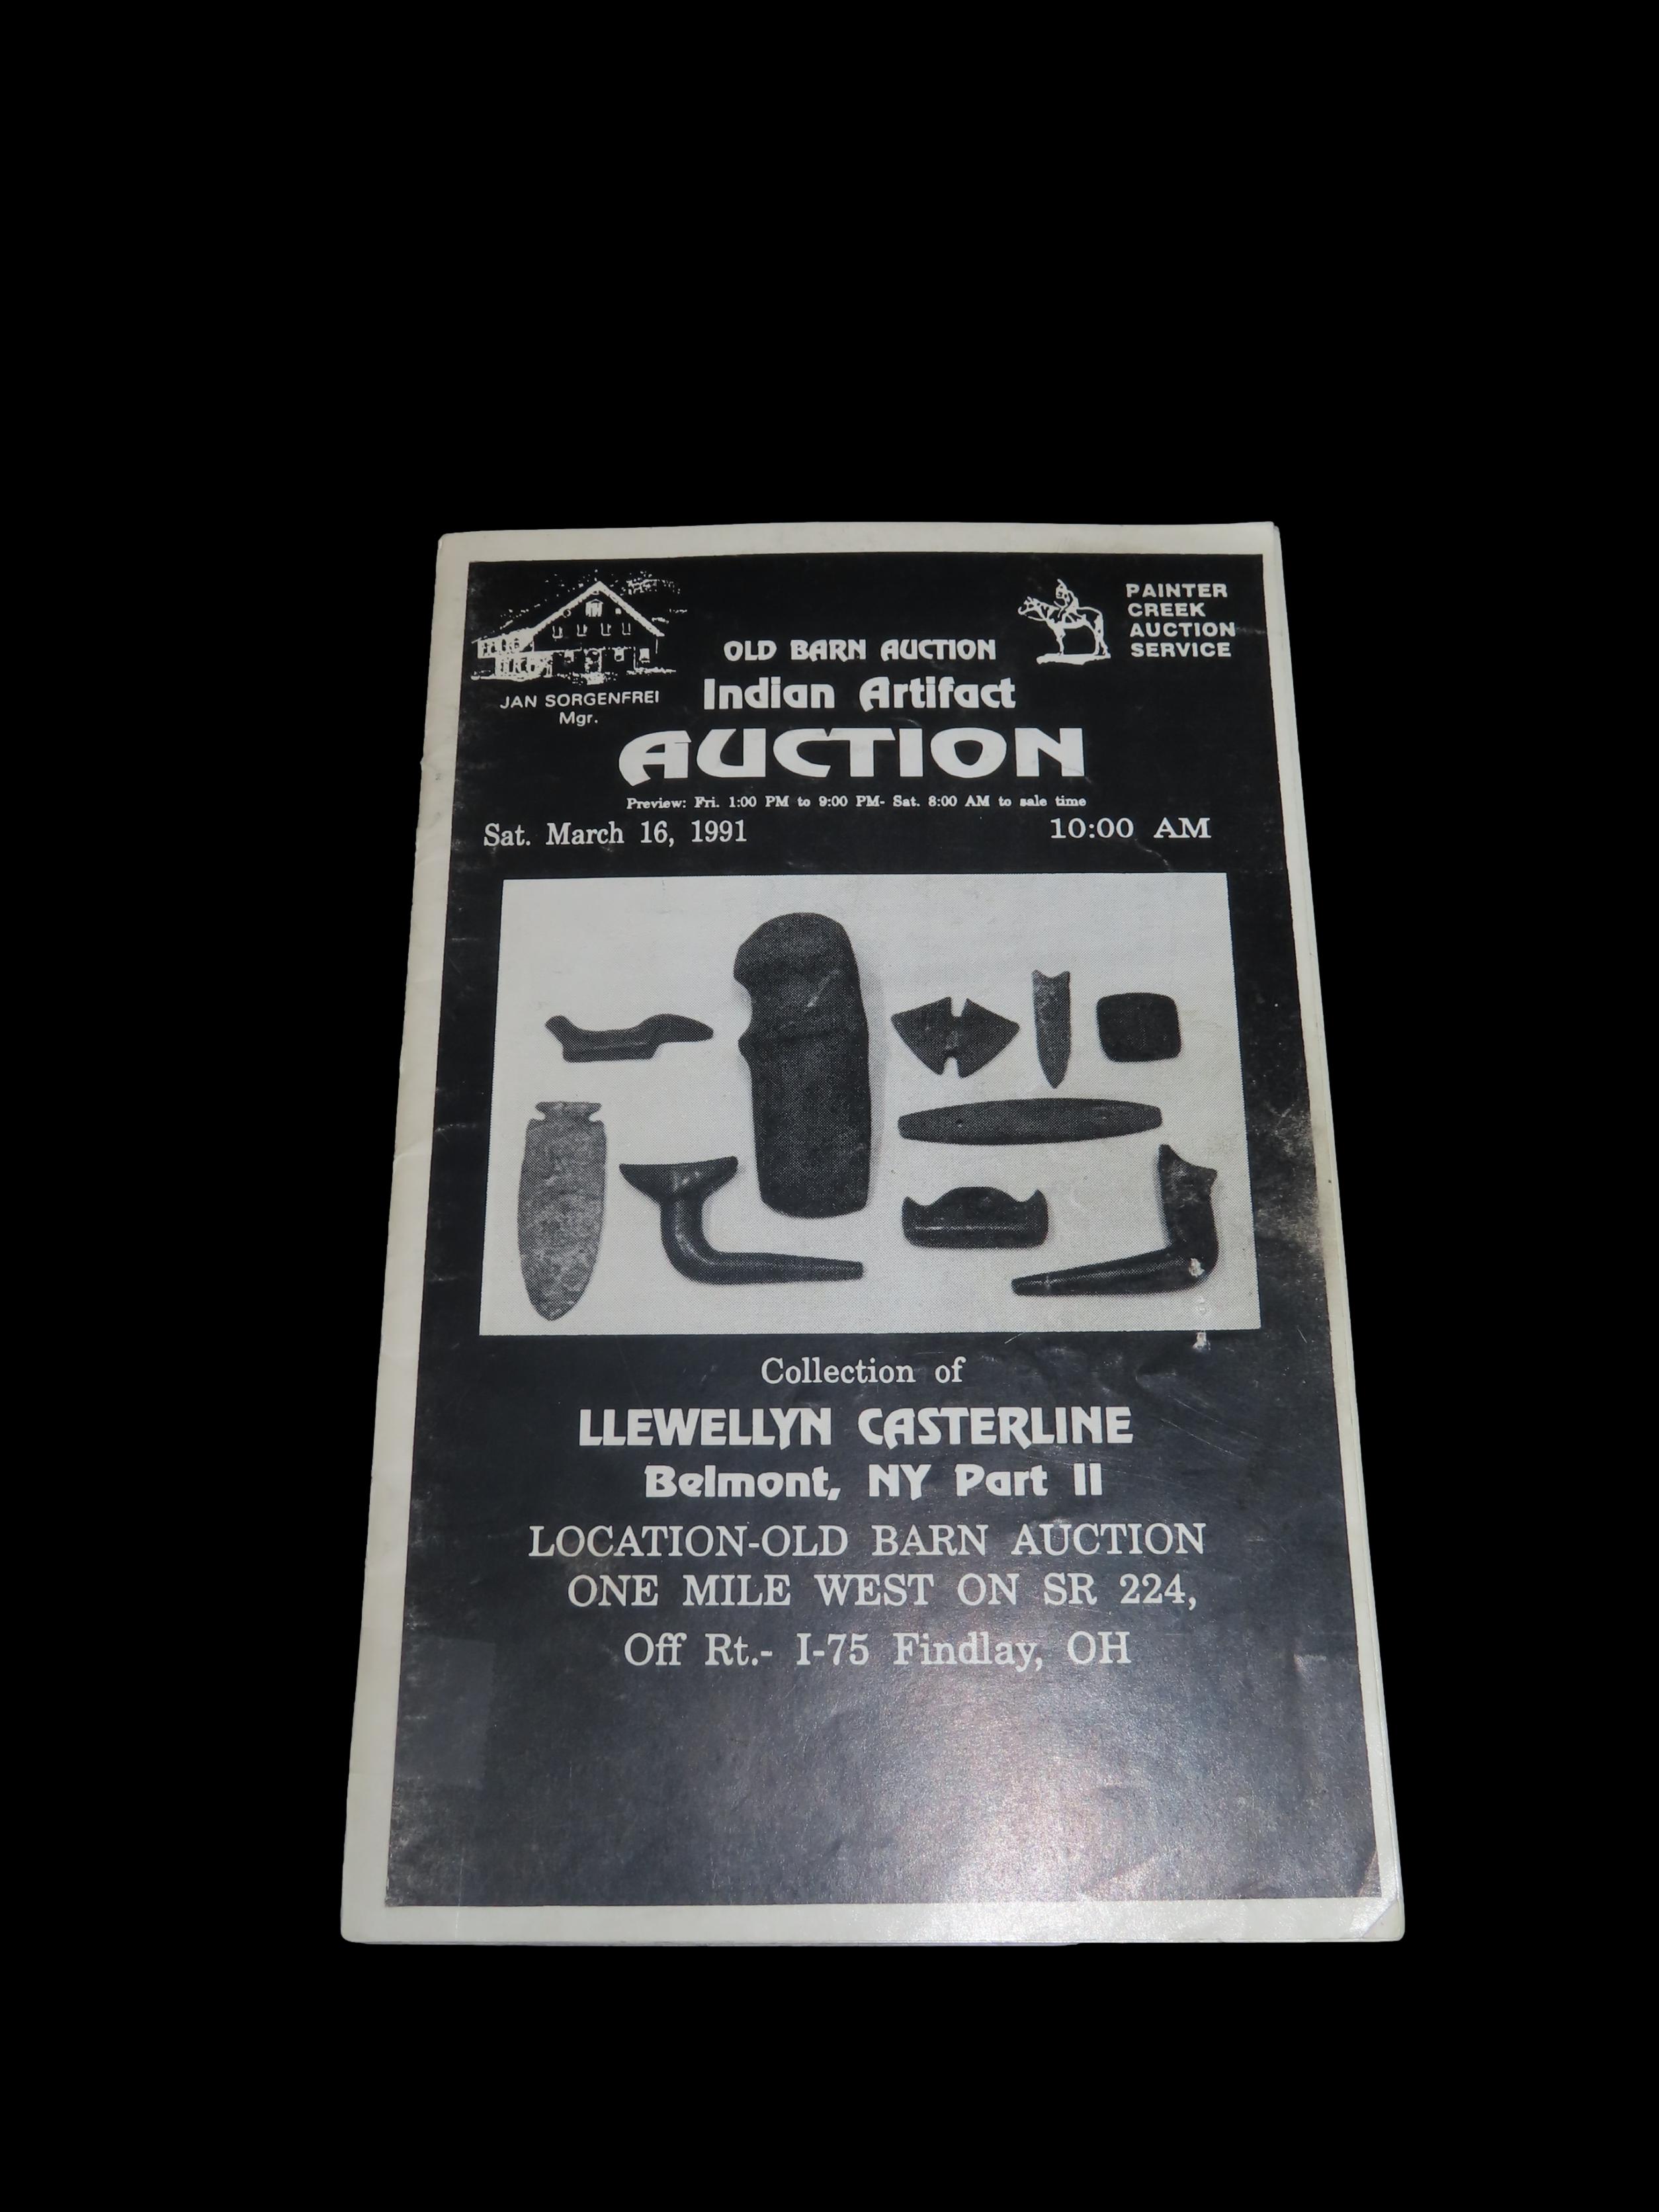 PAINTER
CREEK
AUCTION
SERVICE
OLD BARN AUCTION
JAN SORGENFREI
Mgr.
Indian Artifact
AUCTION
Preview: Fri. 1:00 PM to 9:00 PM- Sat. 8:00 AM to sale time
Sat. March 16, 1991
10:00 AM
Collection of
LLEWELLYN CASTERLINE
Belmont, NY Part II
LOCATION-OLD BARN AUCTION
ONE MILE WEST ON SR 224,
Off Rt.- I-75 Findlay, OH